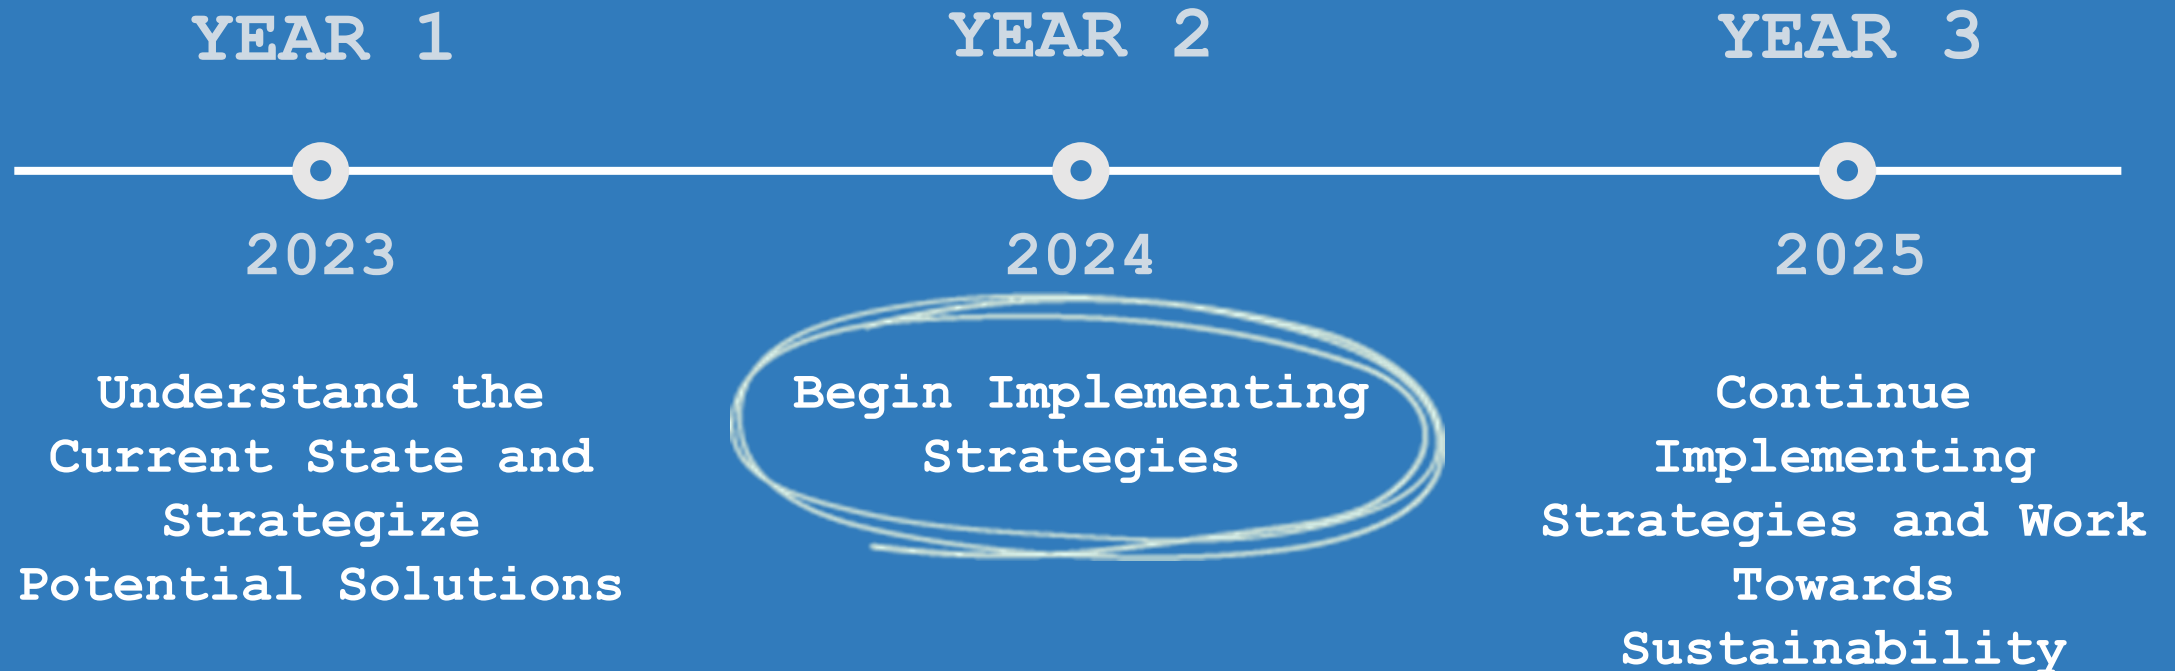 YEAR 1
YEAR 2
YEAR 3
2023
2024
2025
Understand the
Current State and
Strategize
Potential Solutions
Begin Implementing
Strategies
Continue
Implementing
Strategies and Work
Towards
Sustainability